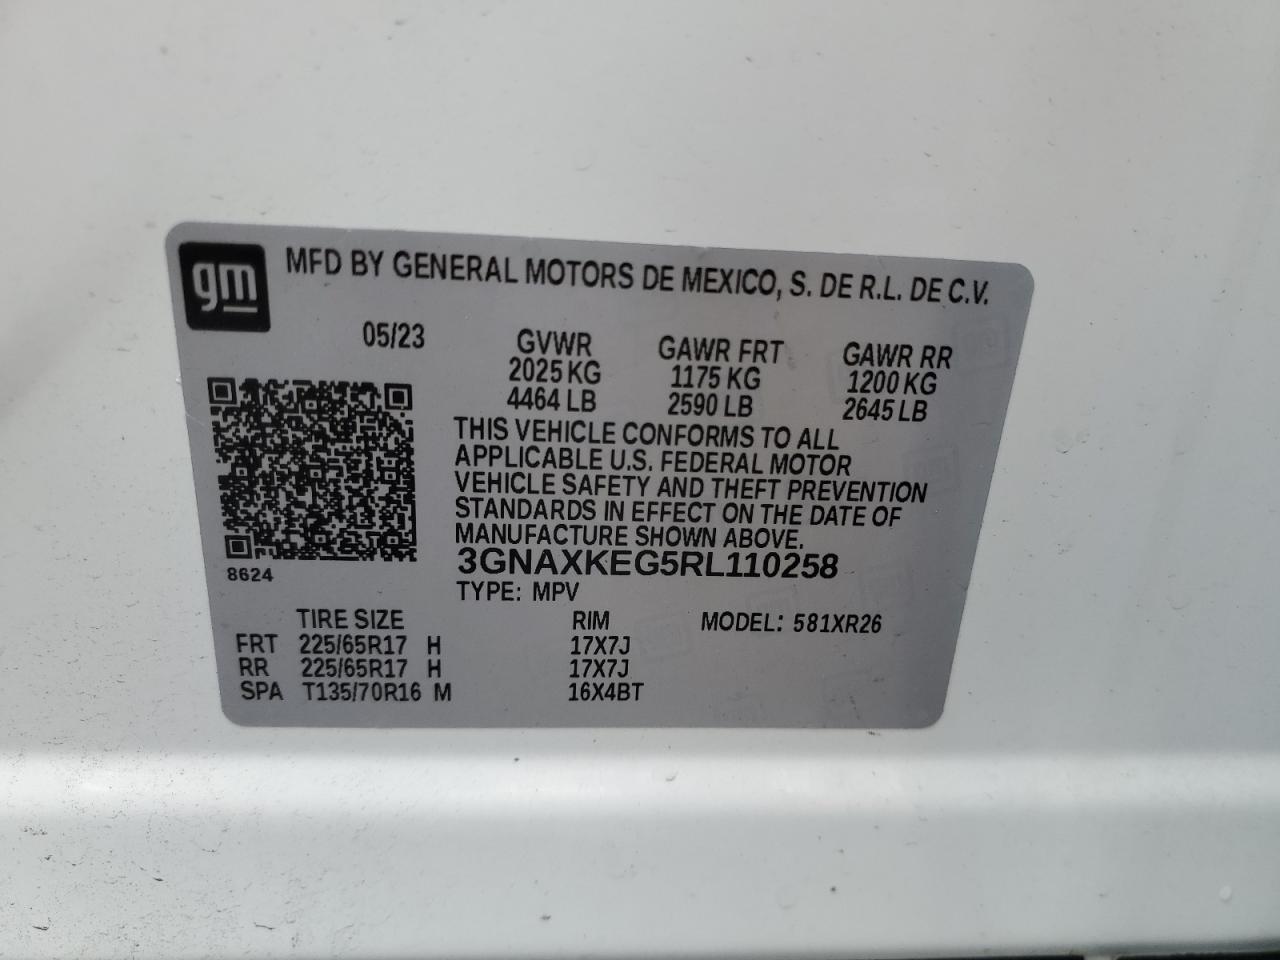 gm
MFD BY GENERAL MOTORS DE MEXICO, S. DE R.L. DE C.V.
05/23 GVWR GAWR FRT GAWR RR
2025 KG 1175 KG 1200 KG
4464 LB 2590 LB 2645 LB
THIS VEHICLE CONFORMS TO ALL
APPLICABLE U.S. FEDERAL MOTOR
VEHICLE SAFETY AND THEFT PREVENTION
STANDARDS IN EFFECT ON THE DATE OF
MANUFACTURE SHOWN ABOVE.
3GNAXKEG5RL110258
8624
TYPE: MPV
TIRE SIZE RIM MODEL: 581XR26
FRT 225/65R17 H 17X7J
RR 225/65R17 H 17X7J
SPA T135/70R16 M 16X4BT